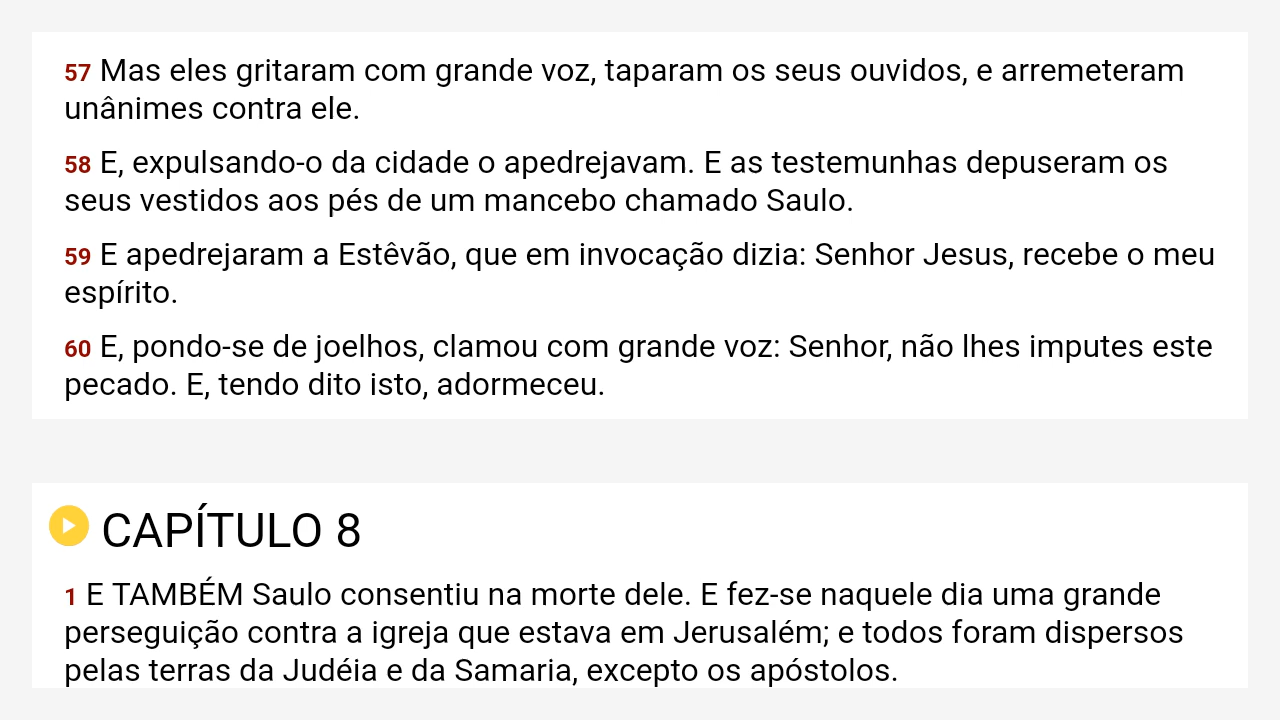 57 Mas eles gritaram com grande voz, taparam os seus ouvidos, e arremeteram
unânimes contra ele.
58 E, expulsando-o da cidade o apedrejavam. E as testemunhas depuseram os
seus vestidos aos pés de um mancebo chamado Saulo.
59 E apedrejaram a Estêvão, que em invocação dizia: Senhor Jesus, recebe o meu
espírito.
60 E, pondo-se de joelhos, clamou com grande voz: Senhor, não lhes imputes este
pecado. E, tendo dito isto, adormeceu.
CAPÍTULO 8
1 E TAMBÉM Saulo consentiu na morte dele. E fez-se naquele dia uma grande
perseguição contra a igreja que estava em Jerusalém; e todos foram dispersos
pelas terras da Judéia e da Samaria, excepto os apóstolos.